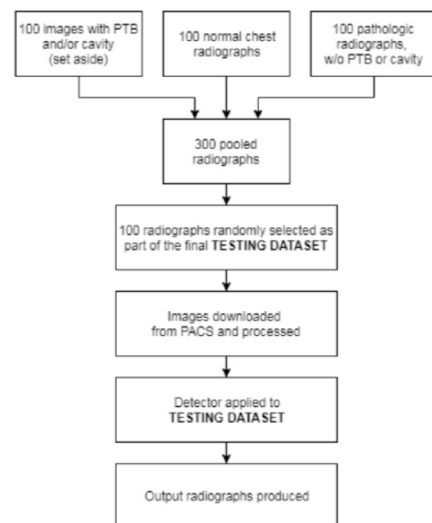 100 images with PTB
and/or cavity
(set aside)
100 normal chest
radiographs
100 pathologic
radiographs,
w/o PTB or cavity
300 pooled
radiographs
100 radiographs randomly selected as
part of the final TESTING DATASET
Images downloaded
from PACS and processed
Detector applied to
TESTING DATASET
Output radiographs produced